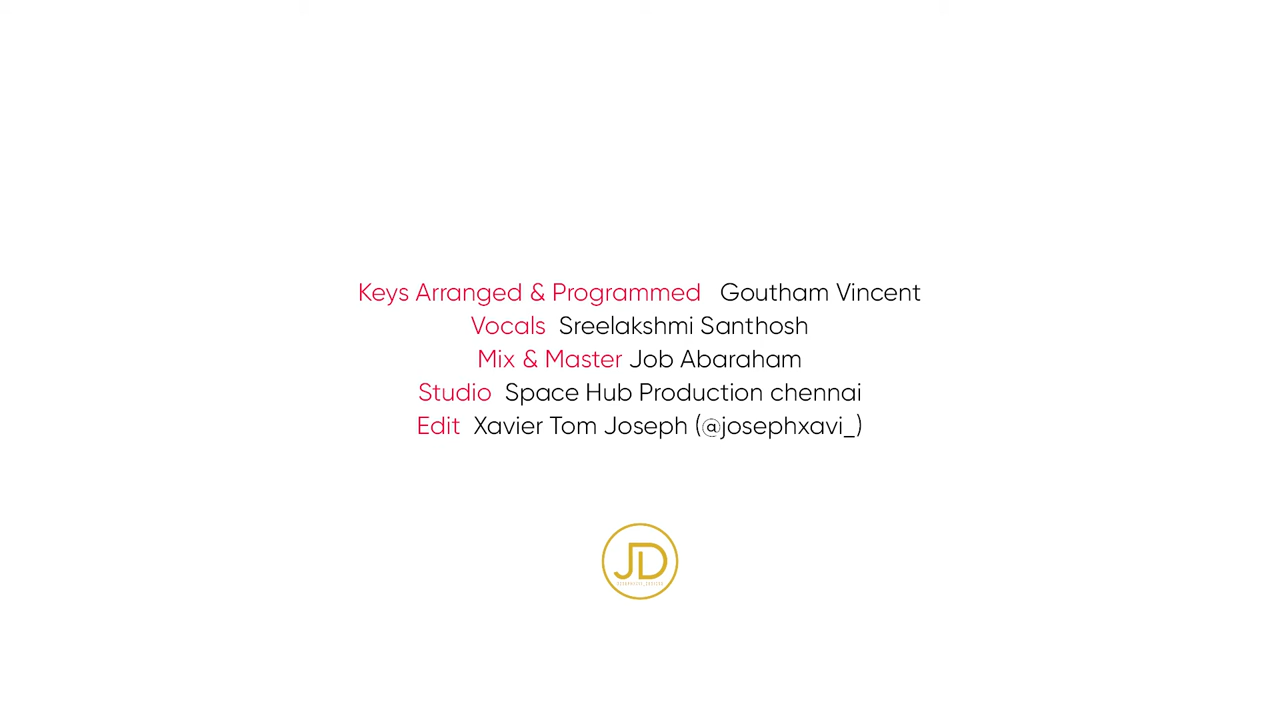 Keys Arranged & Programmed Goutham Vincent
Vocals Sreelakshmi Santhosh
Mix & Master Job Abaraham
Studio Space Hub Production chennai
Edit Xavier Tom Joseph (@josephxavi_)
JD